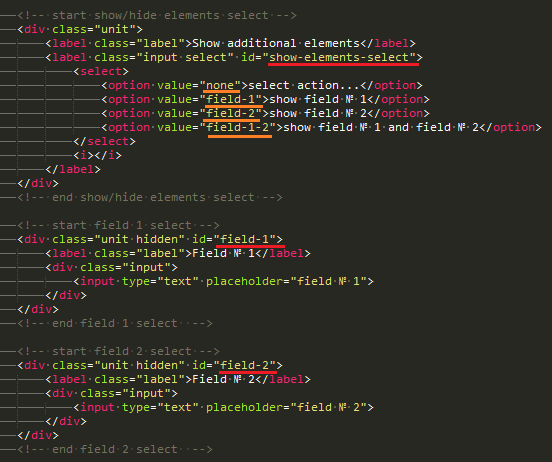 <!-- start show/hide elements select -->
<div class="unit">
<label class="label">Show additional elements</label>
<label class="input select" id="show-elements-select">
<select>
<option value="none">select action...</option>
<option value="field-1">show field № 1</option>
<option value="field-2">show field № 2</option>
<option value="field-1-2">show field № 1 and field № 2</option>
</select>
<i></i>
</label>
</div>
<!-- end show/hide elements select -->
<!-- start field 1 select -->
<div class="unit hidden" id="field-1">
<label class="label">Field № 1</label>
<div class="input">
<input type="text" placeholder="field № 1">
</div>
</div>
<!-- end field 1 select -->
<!-- start field 2 select -->
<div class="unit hidden" id="field-2">
<label class="label">Field № 2</label>
<div class="input">
<input type="text" placeholder="field № 2">
</div>
</div>
<!-- end field 2 select -->